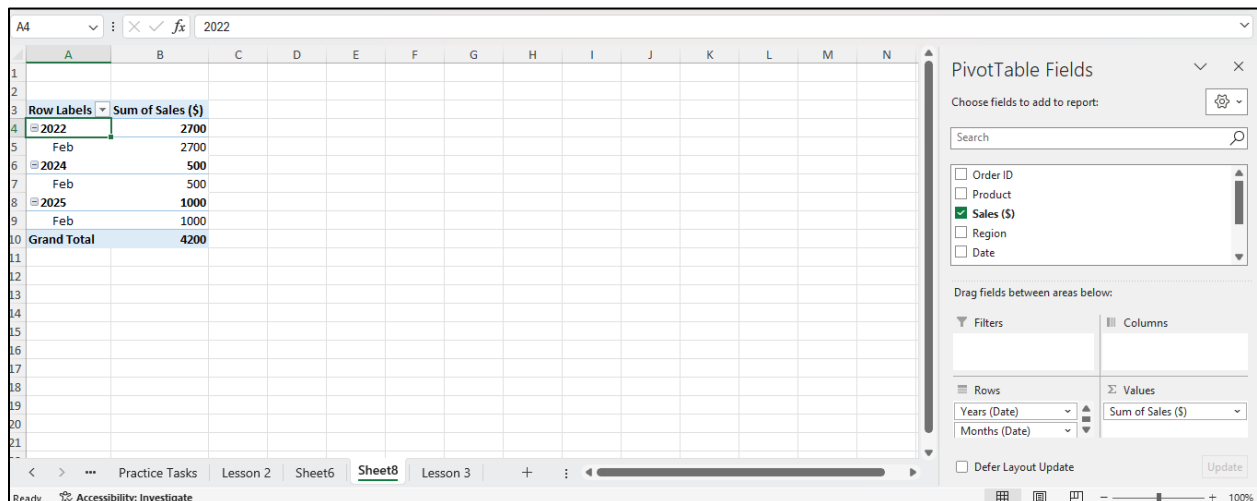 A4 fx 2022
A B C D E F G H I J K L M N
1
2
3 Row Labels Sum of Sales ($)
4 2022 2700
5 Feb 2700
6 2024 500
7 Feb 500
8 2025 1000
9 Feb 1000
10 Grand Total 4200
11
12
13
14
15
16
17
18
19
20
21
PivotTable Fields
Choose fields to add to report:
Search
Order ID
Product
Sales ($)
Region
Date
Drag fields between areas below:
Filters Columns
Rows Σ Values
Years (Date) Sum of Sales ($)
Months (Date)
Defer Layout Update Update
Practice Tasks Lesson 2 Sheet6 Sheet8 Lesson 3
Ready Accessibility: Investigate 100%